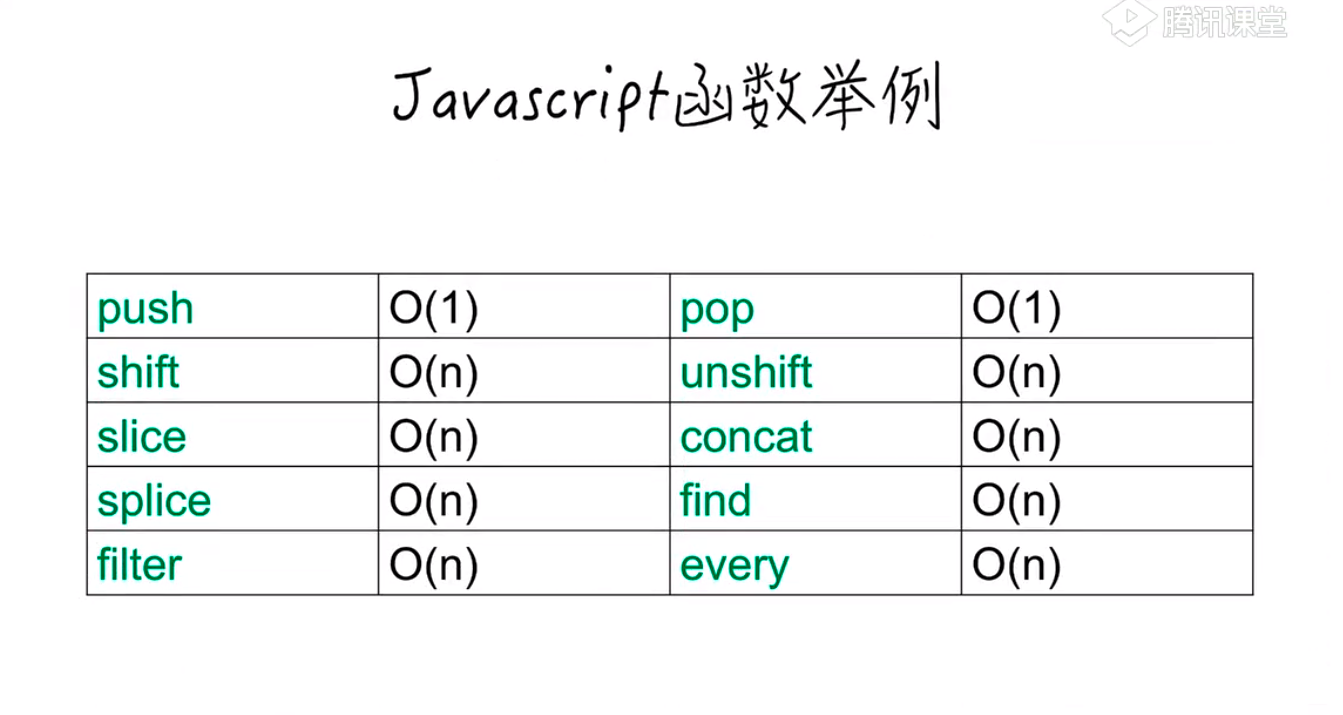 腾讯课堂
Javascript函数举例
push O(1) pop O(1)
shift O(n) unshift O(n)
slice O(n) concat O(n)
splice O(n) find O(n)
filter O(n) every O(n)